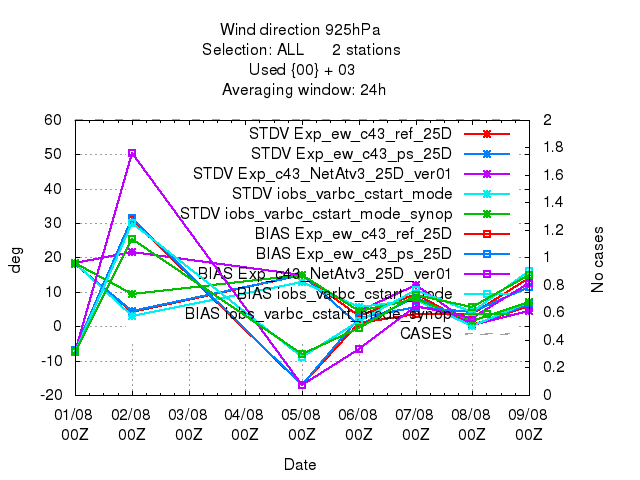 Wind direction 925hPa
Selection: ALL 2 stations
Used {00} + 03
Averaging window: 24h
60 2
STDV Exp_ew_c43_ref_25D
50 1.8
STDV Exp_ew_c43_ps_25D
1.6
STDV Exp_c43_NetAtv3_25D_ver01
40
STDV iobs_varbc_cstart_mode
1.4
STDV iobs_varbc_cstart_mode_synop
30 1.2
BIAS Exp_ew_c43_ref_25D
BIAS Exp_ew_c43_ps_25D
20 1
BIAS Exp_c43_NetAtv3_25D_ver01
10 0.8
BIAS iobs_varbc_cstart_mode
BIAS iobs_varbc_cstart_mode_synop
0.6
0
CASES
0.4
-10
0.2
-20 0
deg
No cases
01/08 02/08 03/08 04/08 05/08 06/08 07/08 08/08 09/08
00Z 00Z 00Z 00Z 00Z 00Z 00Z 00Z 00Z
Date